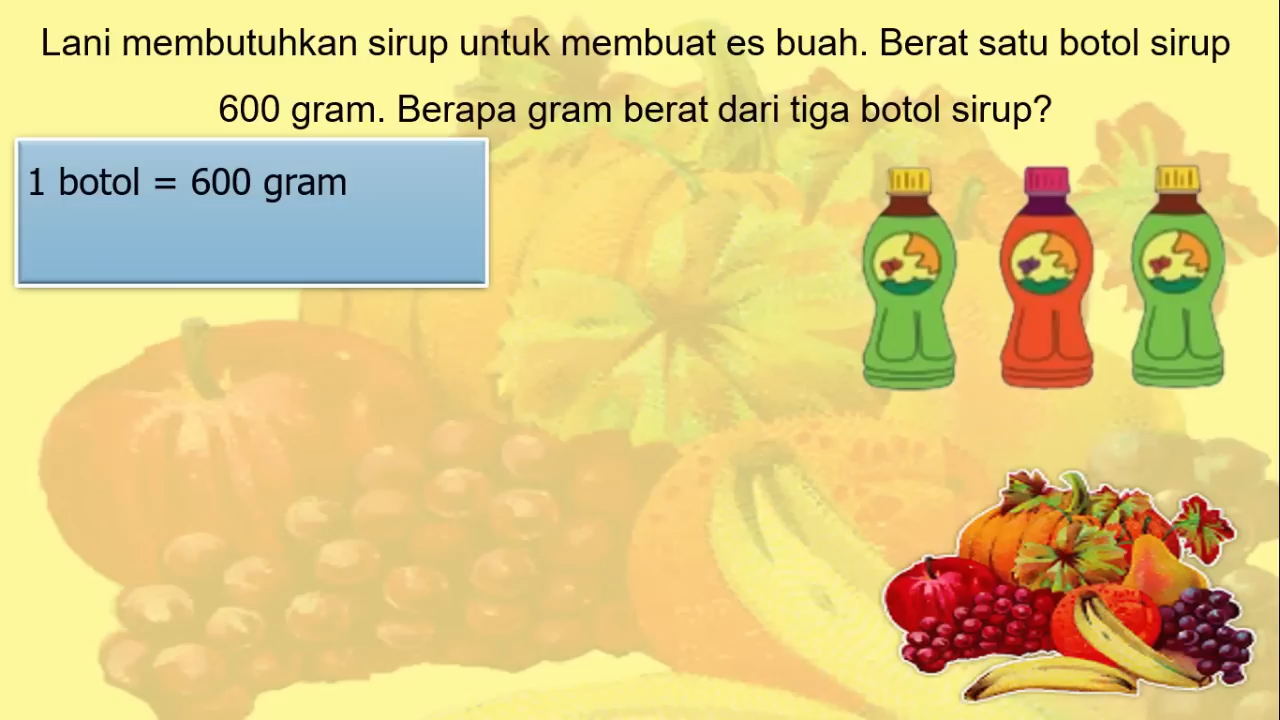 Lani membutuhkan sirup untuk membuat es buah. Berat satu botol sirup
600 gram. Berapa gram berat dari tiga botol sirup?
1 botol = 600 gram